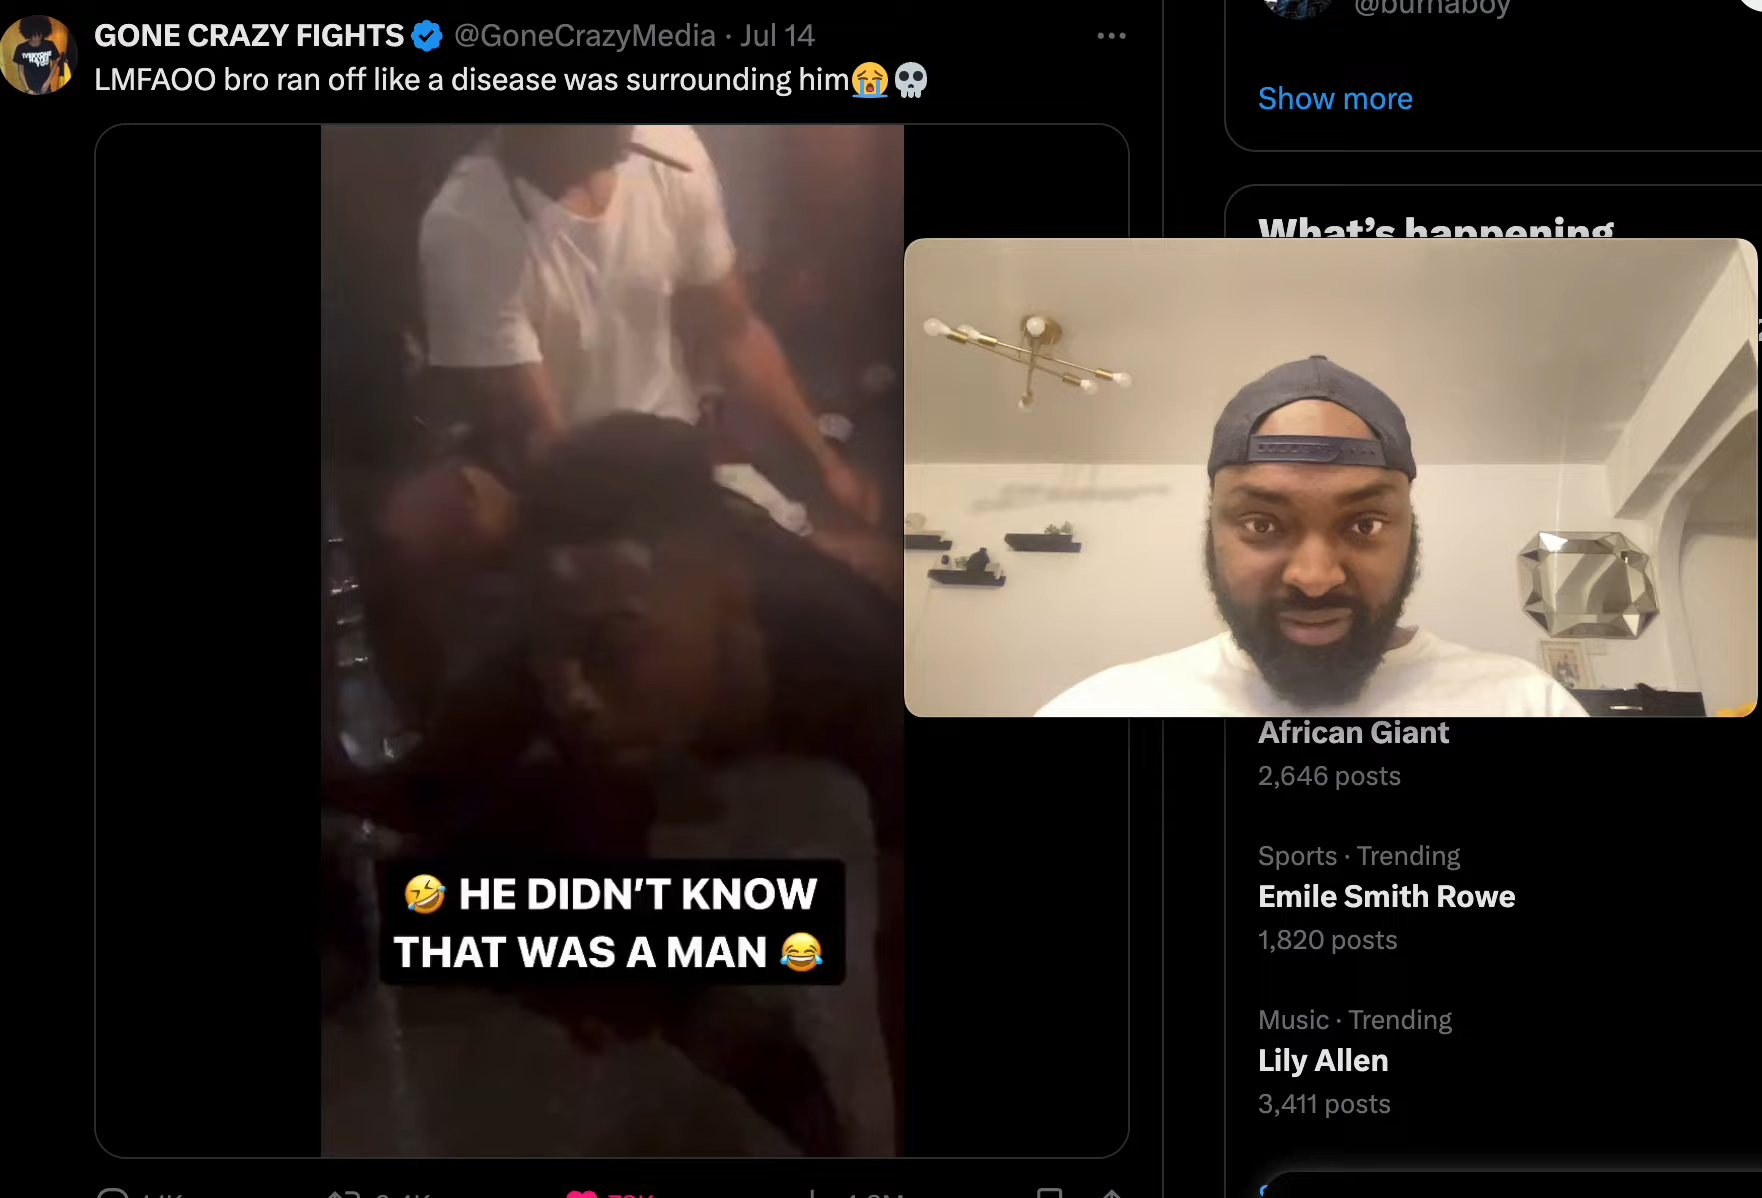 GONE CRAZY FIGHTS @GoneCrazyMedia · Jul 14
LMFAOO bro ran off like a disease was surrounding him😭💀
🤣 HE DIDN'T KNOW
THAT WAS A MAN 😂
@burnaboy
Show more
What's happening
African Giant
2,646 posts
Sports · Trending
Emile Smith Rowe
1,820 posts
Music · Trending
Lily Allen
3,411 posts